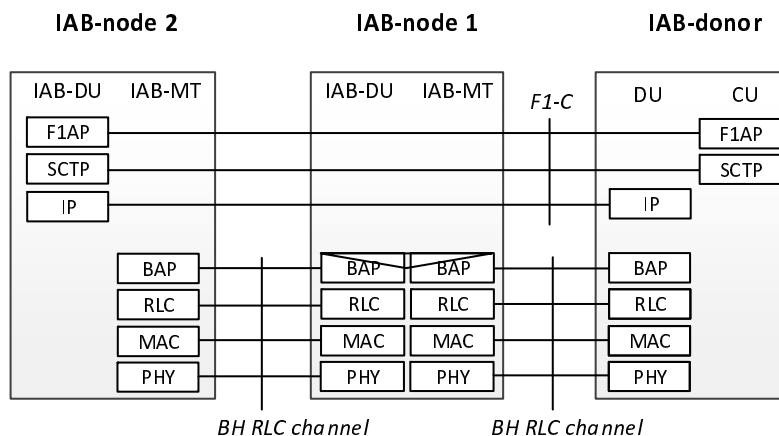 IAB-node 2 IAB-node 1 IAB-donor
IAB-DU IAB-MT IAB-DU IAB-MT DU CU
F1-C
F1AP F1AP
SCTP SCTP
IP IP
BAP BAP BAP BAP
RLC RLC RLC RLC
MAC MAC MAC MAC
PHY PHY PHY PHY
BH RLC channel BH RLC channel